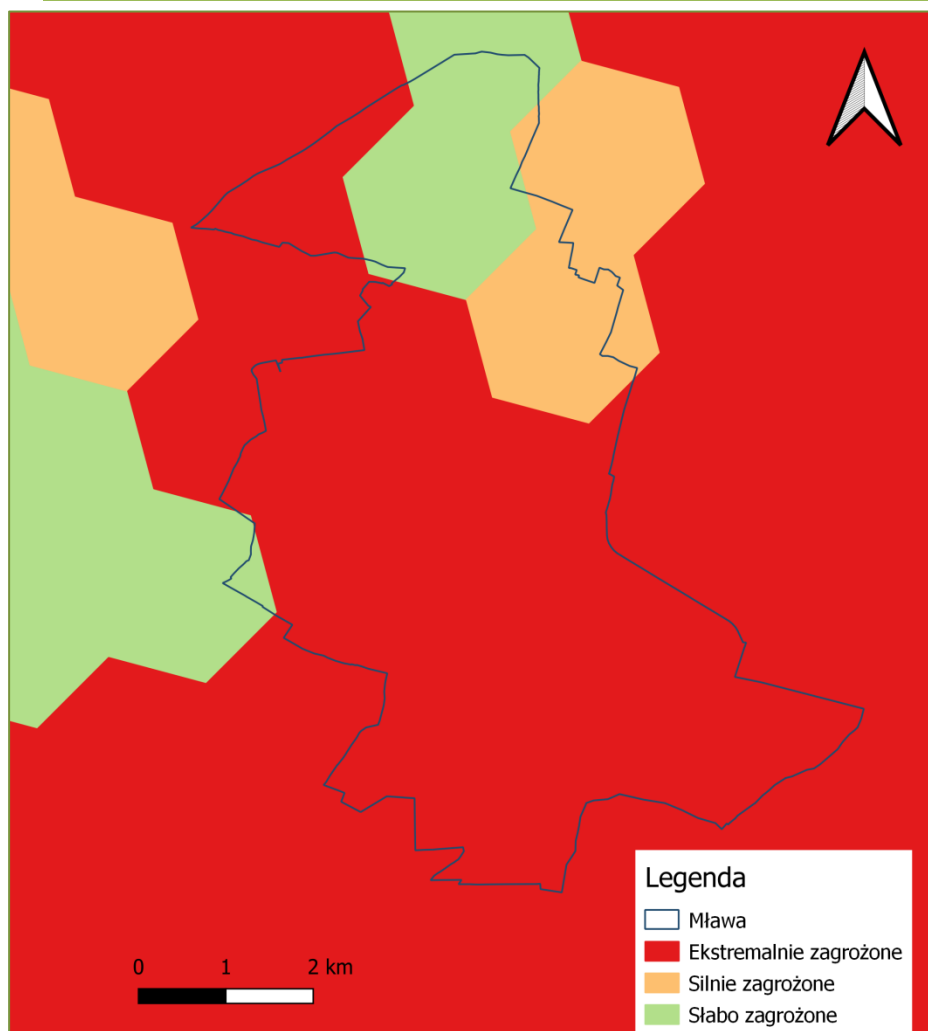 Legenda
Mława
Ekstremalnie zagrożone
Silnie zagrożone
Słabo zagrożone
0 1 2 km